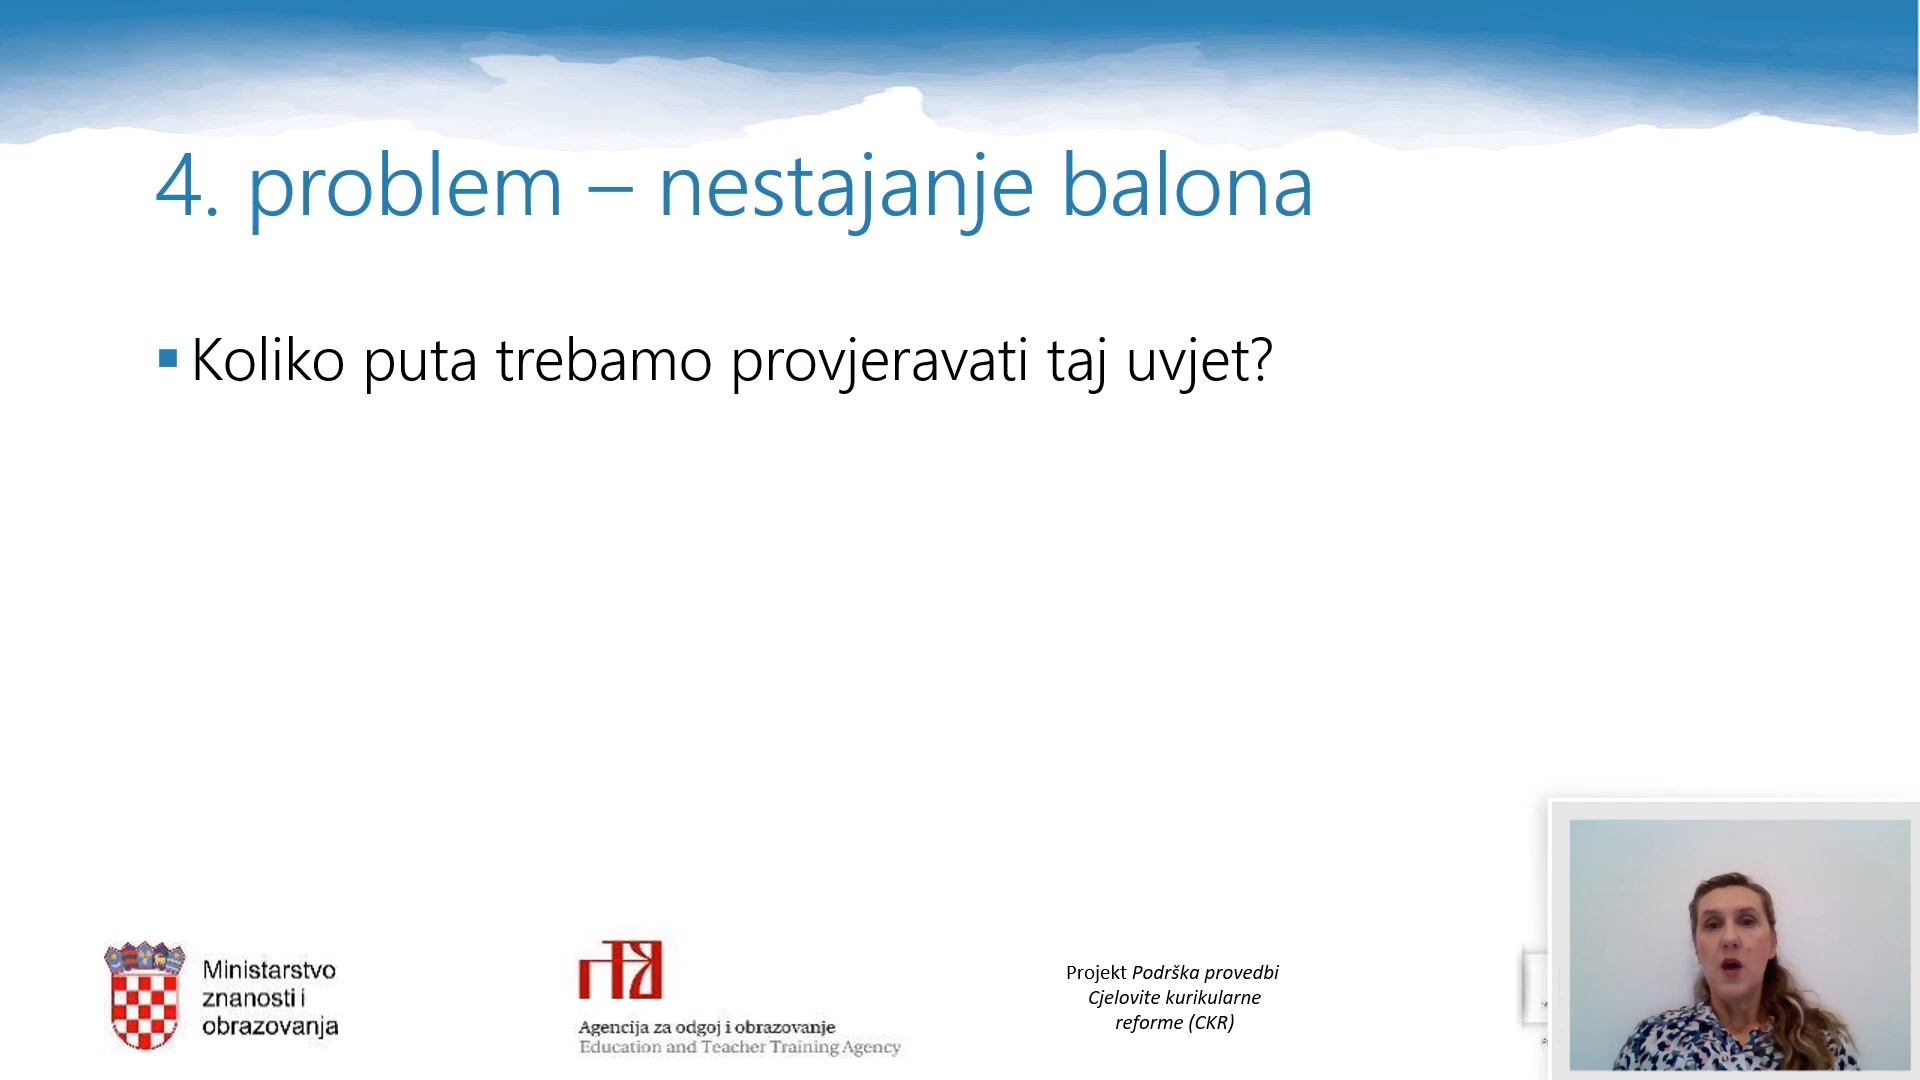 4. problem – nestajanje balona
▪ Koliko puta trebamo provjeravati taj uvjet?
Ministarstvo
znanosti i
obrazovanja
Agencija za odgoj i obrazovanje
Education and Teacher Training Agency
Projekt Podrška provedbi
Cjelovite kurikularne
reforme (CKR)